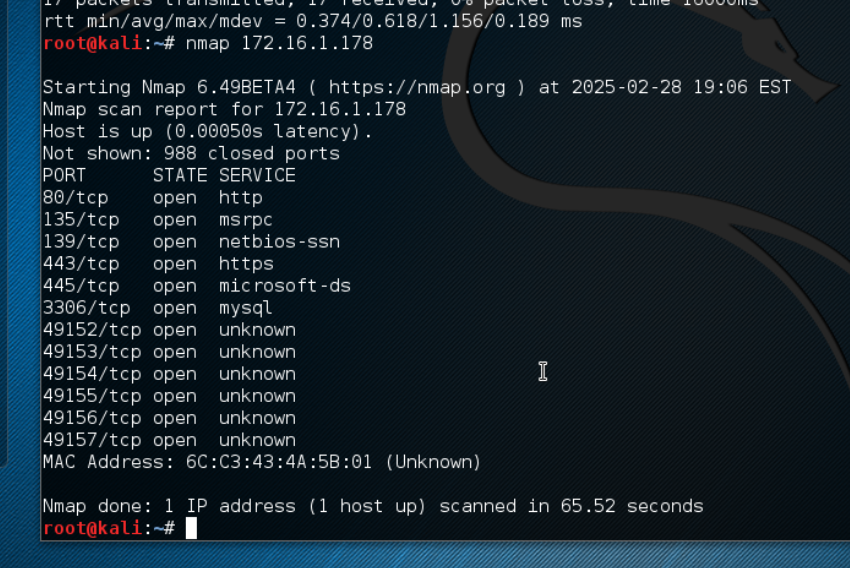 17 packets transmitted, 17 received, 0% packet loss, time 16000ms
rtt min/avg/max/mdev = 0.374/0.618/1.156/0.189 ms
root@kali:~# nmap 172.16.1.178
Starting Nmap 6.49BETA4 ( https://nmap.org ) at 2025-02-28 19:06 EST
Nmap scan report for 172.16.1.178
Host is up (0.00050s latency).
Not shown: 988 closed ports
PORT      STATE SERVICE
80/tcp    open  http
135/tcp   open  msrpc
139/tcp   open  netbios-ssn
443/tcp   open  https
445/tcp   open  microsoft-ds
3306/tcp  open  mysql
49152/tcp open  unknown
49153/tcp open  unknown
49154/tcp open  unknown
49155/tcp open  unknown
49156/tcp open  unknown
49157/tcp open  unknown
MAC Address: 6C:C3:43:4A:5B:01 (Unknown)
Nmap done: 1 IP address (1 host up) scanned in 65.52 seconds
root@kali:~#